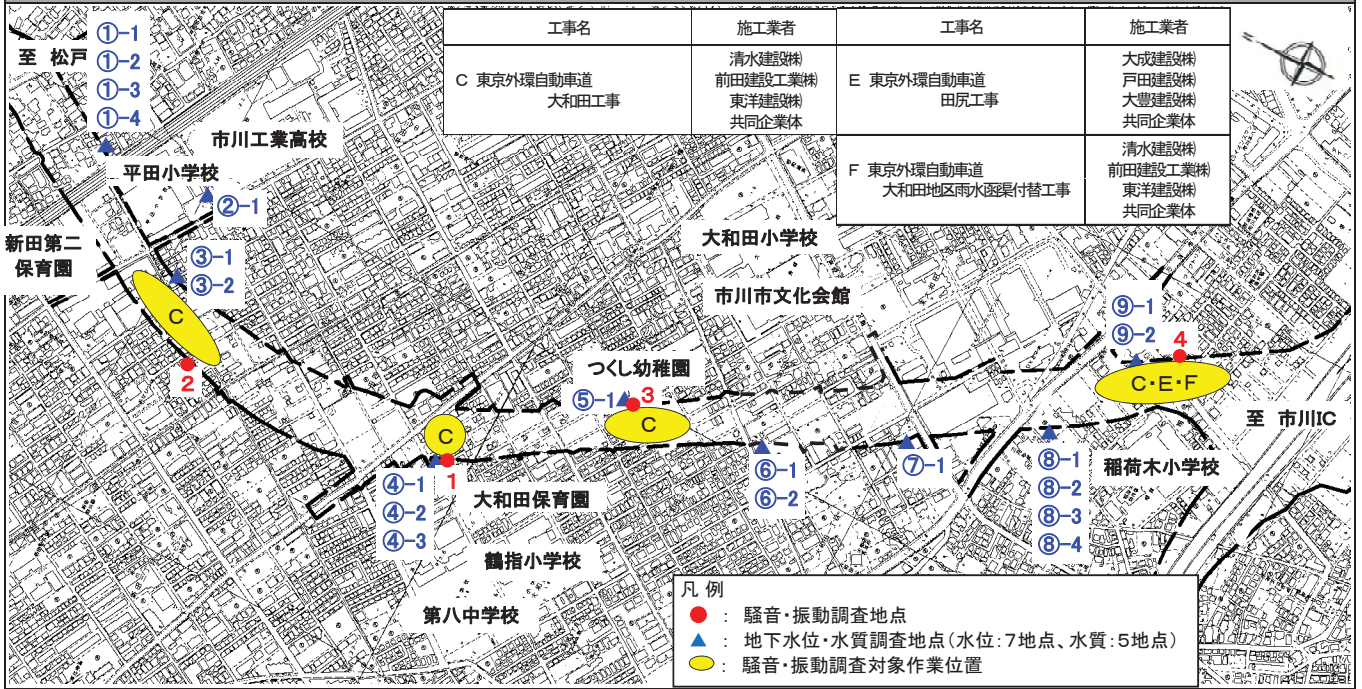 工事名 施工業者 工事名 施工業者
C 東京外環自動車道
大和田工事
清水建設㈱
前田建設工業㈱
東洋建設㈱
共同企業体
E 東京外環自動車道
田尻工事
大成建設㈱
戸田建設㈱
大豊建設㈱
共同企業体
F 東京外環自動車道
大和田地区雨水函渠付替工事
清水建設㈱
前田建設工業㈱
東洋建設㈱
共同企業体
至 松戸
①-1
①-2
①-3
①-4
市川工業高校
平田小学校
②-1
新田第二
保育園
③-1
③-2
C
2
大和田小学校
市川市文化会館
つくし幼稚園
⑤-1
3
C
C
④-1
④-2
④-3
1
大和田保育園
鶴指小学校
第八中学校
⑥-1
⑥-2
⑦-1
⑨-1
⑨-2
4
C・E・F
至 市川IC
⑧-1
⑧-2
⑧-3
⑧-4
稲荷木小学校
凡 例
: 騒音・振動調査地点
: 地下水位・水質調査地点(水位:7地点、水質:5地点)
: 騒音・振動調査対象作業位置